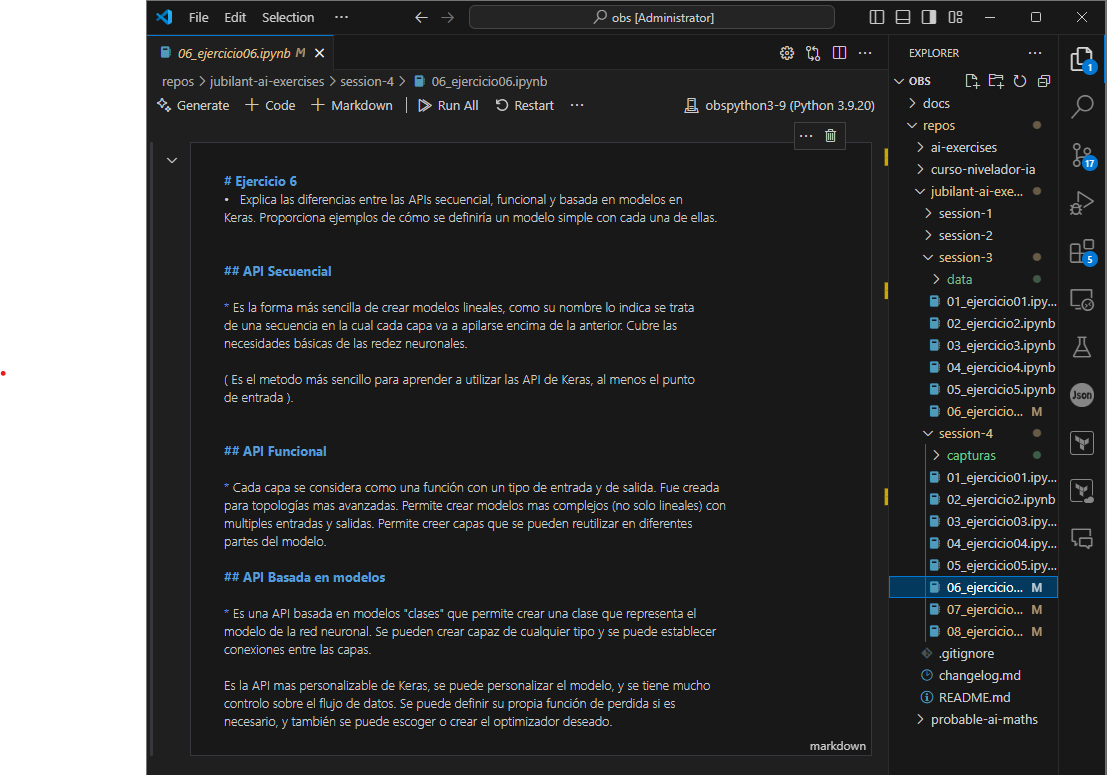 File Edit Selection ···
obs [Administrator]
06_ejercicio06.ipynb M
repos > jubilant-ai-exercises > session-4 > 06_ejercicio06.ipynb
Generate + Code + Markdown | Run All Restart ···
obspython3-9 (Python 3.9.20)
# Ejercicio 6
• Explica las diferencias entre las APIs secuencial, funcional y basada en modelos en
Keras. Proporciona ejemplos de cómo se definiría un modelo simple con cada una de ellas.
## API Secuencial
* Es la forma más sencilla de crear modelos lineales, como su nombre lo indica se trata
de una secuencia en la cual cada capa va a apilarse encima de la anterior. Cubre las
necesidades básicas de las redez neuronales.
( Es el metodo más sencillo para aprender a utilizar las API de Keras, al menos el punto
de entrada ).
## API Funcional
* Cada capa se considera como una función con un tipo de entrada y de salida. Fue creada
para topologías mas avanzadas. Permite crear modelos mas complejos (no solo lineales) con
multiples entradas y salidas. Permite creer capas que se pueden reutilizar en diferentes
partes del modelo.
## API Basada en modelos
* Es una API basada en modelos "clases" que permite crear una clase que representa el
modelo de la red neuronal. Se pueden crear capaz de cualquier tipo y se puede establecer
conexiones entre las capas.
Es la API mas personalizable de Keras, se puede personalizar el modelo, y se tiene mucho
controlo sobre el flujo de datos. Se puede definir su propia función de perdida si es
necesario, y también se puede escoger o crear el optimizador deseado.
markdown
EXPLORER ···
OBS
docs
repos
ai-exercises
curso-nivelador-ia
jubilant-ai-exe...
session-1
session-2
session-3
data
01_ejercicio01.ipy...
02_ejercicio2.ipynb
03_ejercicio3.ipynb
04_ejercicio4.ipynb
05_ejercicio5.ipynb
06_ejercicio... M
session-4
capturas
01_ejercicio01.ipy...
02_ejercicio2.ipynb
03_ejercicio03.ipy...
04_ejercicio04.ipy...
05_ejercicio05.ipy...
06_ejercicio... M
07_ejercicio... M
08_ejercicio... M
.gitignore
changelog.md
README.md
probable-ai-maths
1
17
5
Json